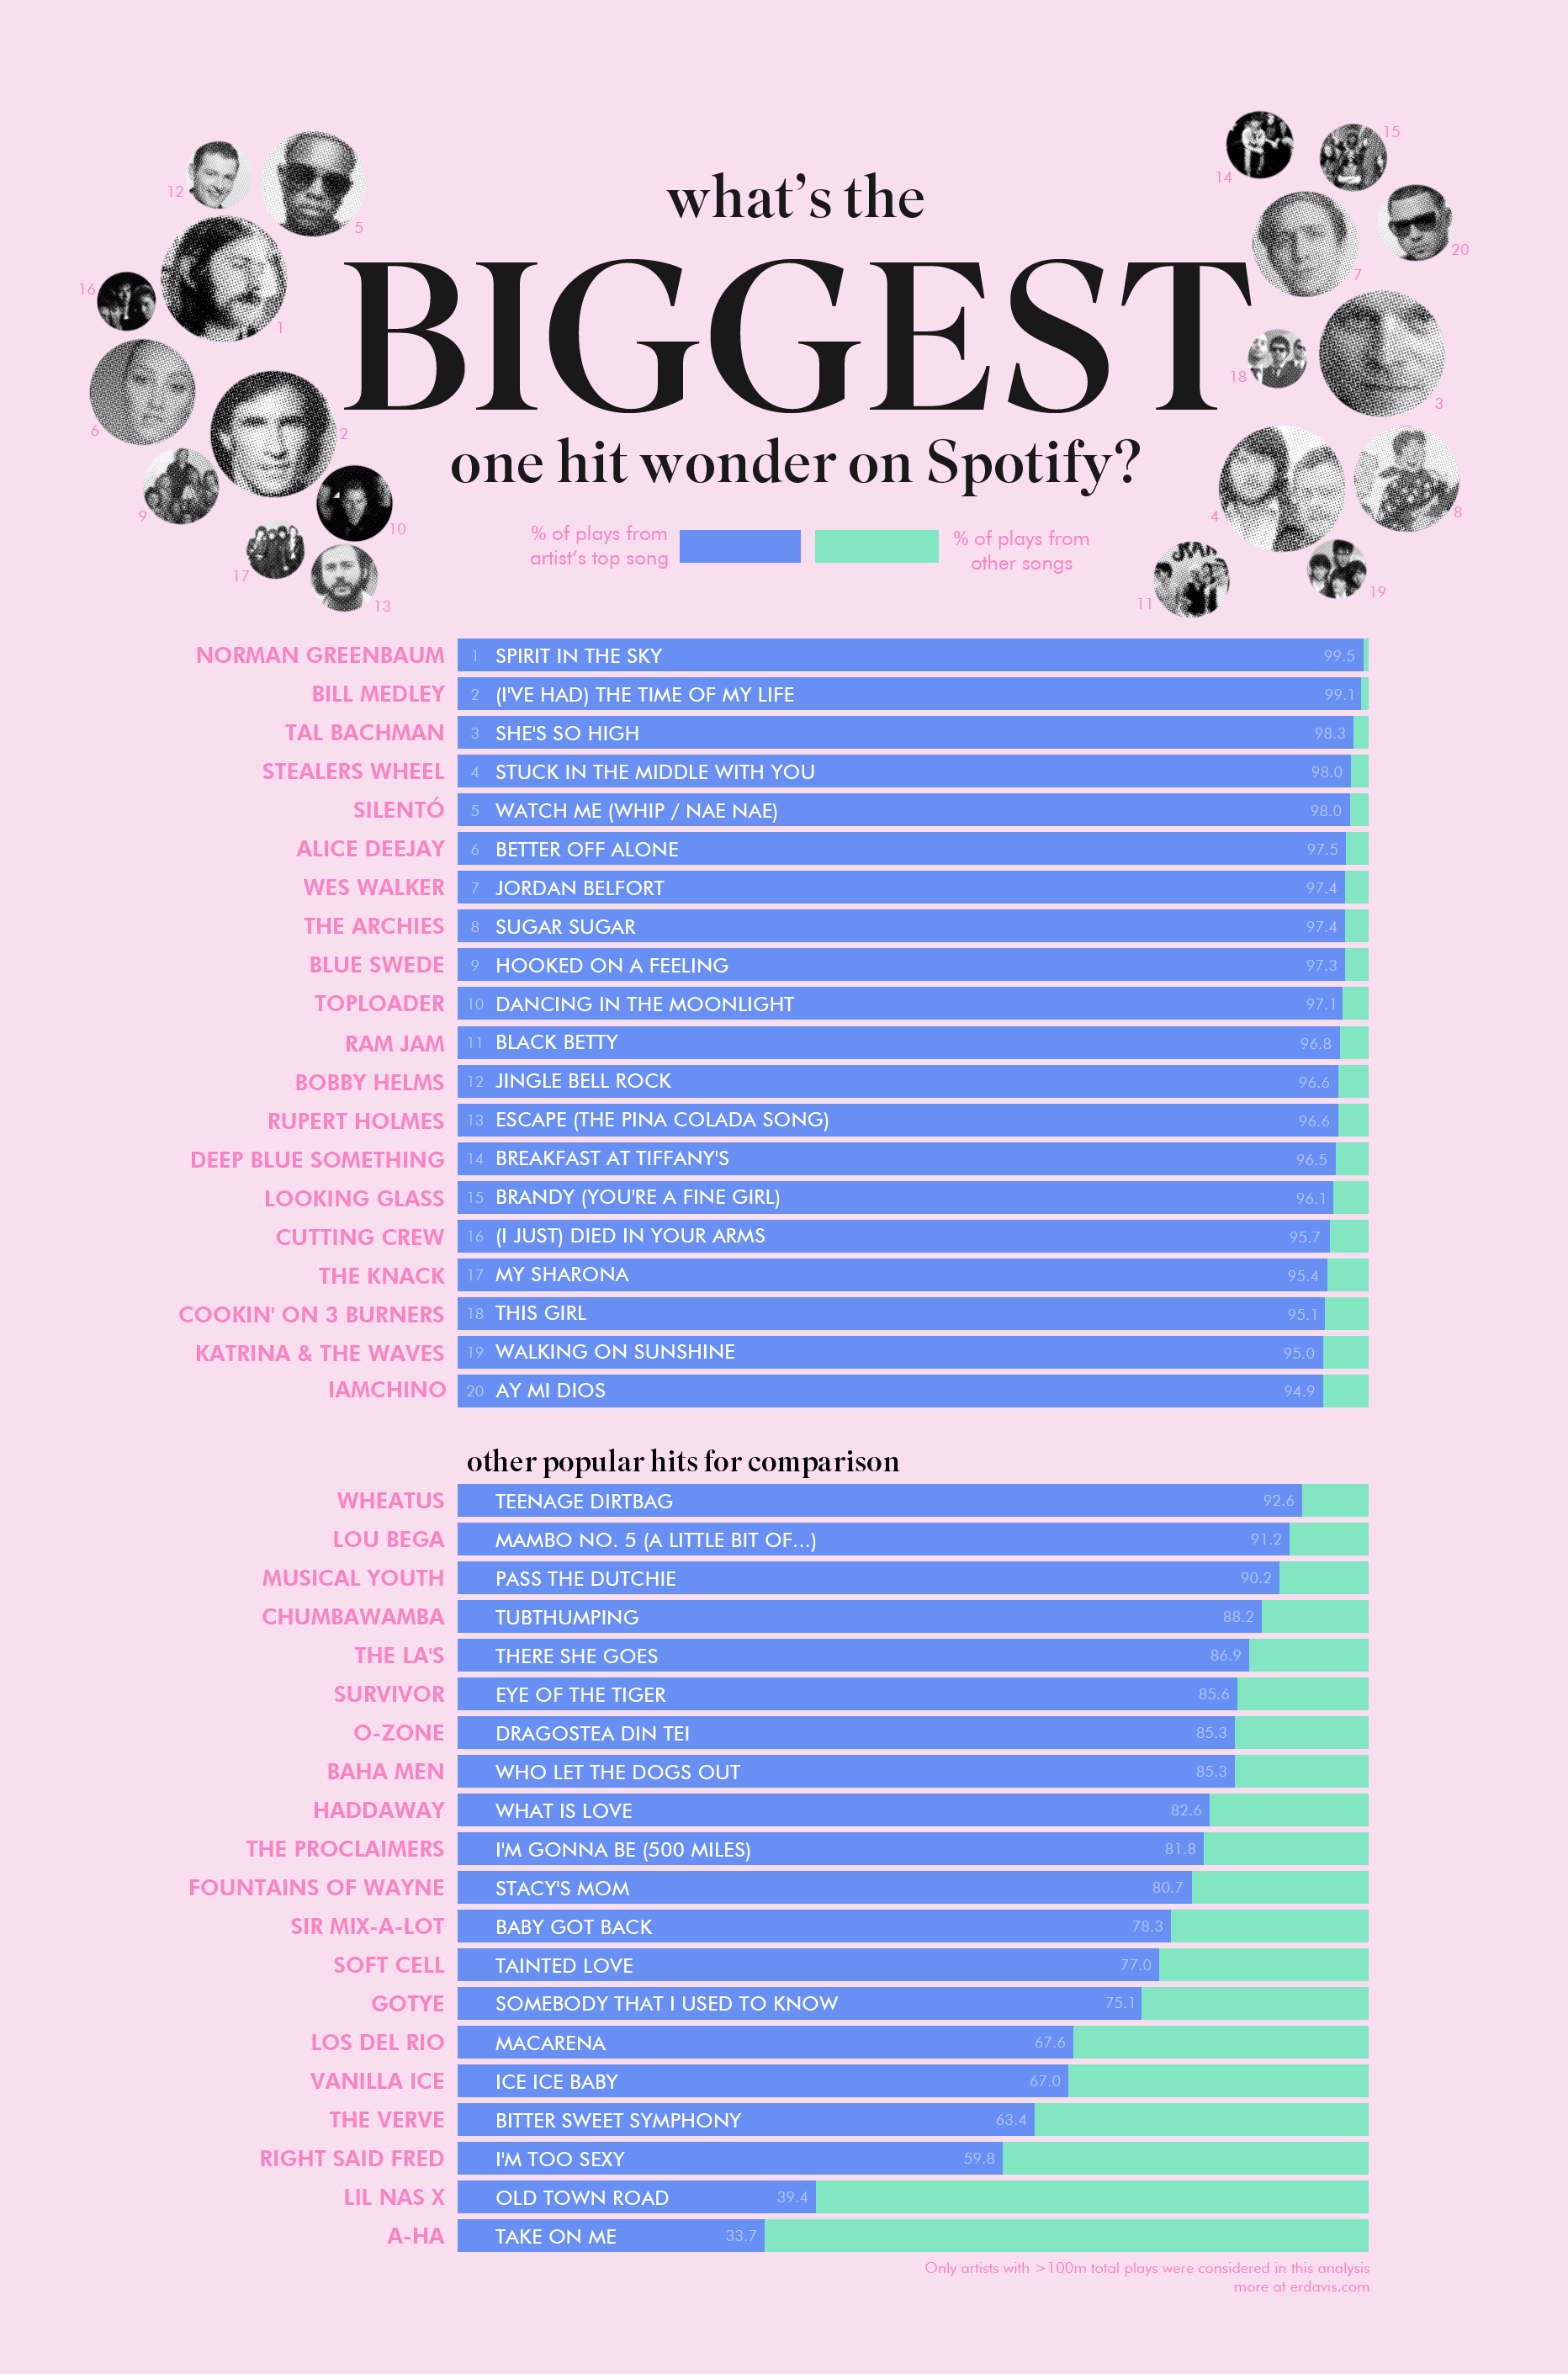 what's the
BIGGEST
one hit wonder on Spotify?
12
5
16
1
6
2
9
10
17
13
14
15
20
7
18
3
4
8
11
19
% of plays from
artist's top song
% of plays from
other songs
NORMAN GREENBAUM 1 SPIRIT IN THE SKY 99.5
BILL MEDLEY 2 (I'VE HAD) THE TIME OF MY LIFE 99.1
TAL BACHMAN 3 SHE'S SO HIGH 98.3
STEALERS WHEEL 4 STUCK IN THE MIDDLE WITH YOU 98.0
SILENTÓ 5 WATCH ME (WHIP / NAE NAE) 98.0
ALICE DEEJAY 6 BETTER OFF ALONE 97.5
WES WALKER 7 JORDAN BELFORT 97.4
THE ARCHIES 8 SUGAR SUGAR 97.4
BLUE SWEDE 9 HOOKED ON A FEELING 97.3
TOPLOADER 10 DANCING IN THE MOONLIGHT 97.1
RAM JAM 11 BLACK BETTY 96.8
BOBBY HELMS 12 JINGLE BELL ROCK 96.6
RUPERT HOLMES 13 ESCAPE (THE PINA COLADA SONG) 96.6
DEEP BLUE SOMETHING 14 BREAKFAST AT TIFFANY'S 96.5
LOOKING GLASS 15 BRANDY (YOU'RE A FINE GIRL) 96.1
CUTTING CREW 16 (I JUST) DIED IN YOUR ARMS 95.7
THE KNACK 17 MY SHARONA 95.4
COOKIN' ON 3 BURNERS 18 THIS GIRL 95.1
KATRINA & THE WAVES 19 WALKING ON SUNSHINE 95.0
IAMCHINO 20 AY MI DIOS 94.9
other popular hits for comparison
WHEATUS TEENAGE DIRTBAG 92.6
LOU BEGA MAMBO NO. 5 (A LITTLE BIT OF...) 91.2
MUSICAL YOUTH PASS THE DUTCHIE 90.2
CHUMBAWAMBA TUBTHUMPING 88.2
THE LA'S THERE SHE GOES 86.9
SURVIVOR EYE OF THE TIGER 85.6
O-ZONE DRAGOSTEA DIN TEI 85.3
BAHA MEN WHO LET THE DOGS OUT 85.3
HADDAWAY WHAT IS LOVE 82.6
THE PROCLAIMERS I'M GONNA BE (500 MILES) 81.8
FOUNTAINS OF WAYNE STACY'S MOM 80.7
SIR MIX-A-LOT BABY GOT BACK 78.3
SOFT CELL TAINTED LOVE 77.0
GOTYE SOMEBODY THAT I USED TO KNOW 75.1
LOS DEL RIO MACARENA 67.6
VANILLA ICE ICE ICE BABY 67.0
THE VERVE BITTER SWEET SYMPHONY 63.4
RIGHT SAID FRED I'M TOO SEXY 59.8
LIL NAS X OLD TOWN ROAD 39.4
A-HA TAKE ON ME 33.7
Only artists with >100m total plays were considered in this analysis
more at erdavis.com